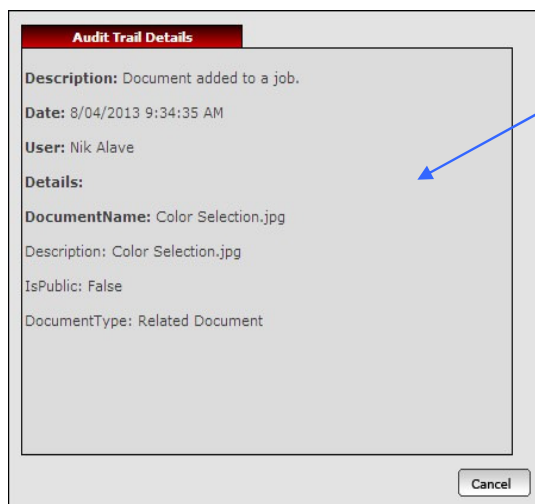 Audit Trail Details
Description: Document added to a job.
Date: 8/04/2013 9:34:35 AM
User: Nik Alave
Details:
DocumentName: Color Selection.jpg
Description: Color Selection.jpg
IsPublic: False
DocumentType: Related Document
Cancel